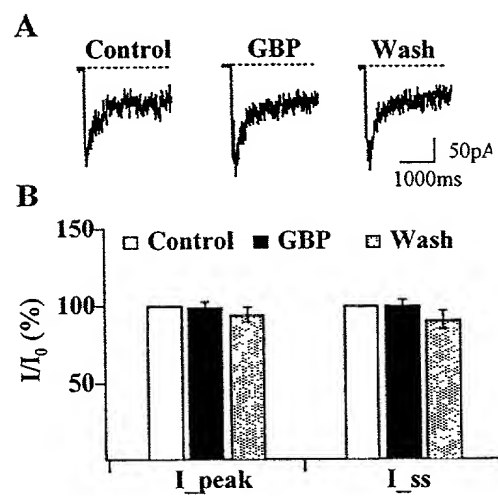 A
Control GBP Wash
50pA
1000ms
B
150
Control GBP Wash
100
50
I/I0 (%)
I_peak I_ss